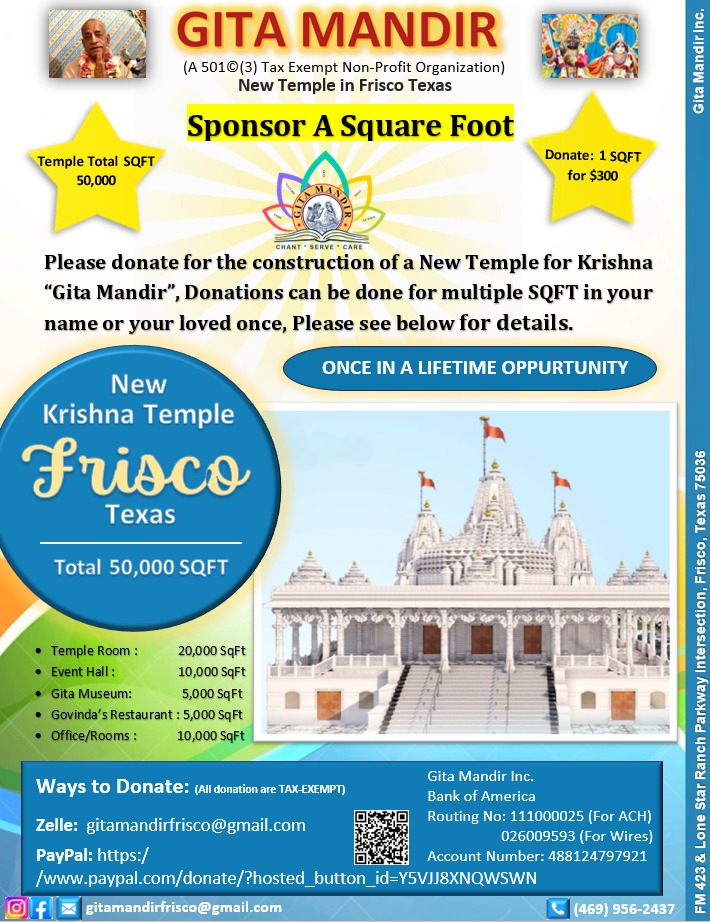 GITA MANDIR
(A 501©(3) Tax Exempt Non-Profit Organization)
New Temple in Frisco Texas
Sponsor A Square Foot
Temple Total SQFT
50,000
Donate: 1 SQFT
for $300
GITA MANDIR
CHANT * SERVE * CARE
Please donate for the construction of a New Temple for Krishna
“Gita Mandir”, Donations can be done for multiple SQFT in your
name or your loved once, Please see below for details.
ONCE IN A LIFETIME OPPURTUNITY
New
Krishna Temple
Frisco
Texas
Total 50,000 SQFT
• Temple Room : 20,000 SqFt
• Event Hall : 10,000 SqFt
• Gita Museum: 5,000 SqFt
• Govinda’s Restaurant : 5,000 SqFt
• Office/Rooms : 10,000 SqFt
Ways to Donate: (All donation are TAX-EXEMPT)
Zelle: gitamandirfrisco@gmail.com
PayPal: https:/
/www.paypal.com/donate/?hosted_button_id=Y5VJJ8XNQWSWN
Gita Mandir Inc.
Bank of America
Routing No: 111000025 (For ACH)
026009593 (For Wires)
Account Number: 488124797921
gitamandirfrisco@gmail.com
(469) 956-2437
FM 423 & Lone Star Ranch Parkway Intersection, Frisco, Texas 75036
Gita Mandir Inc.